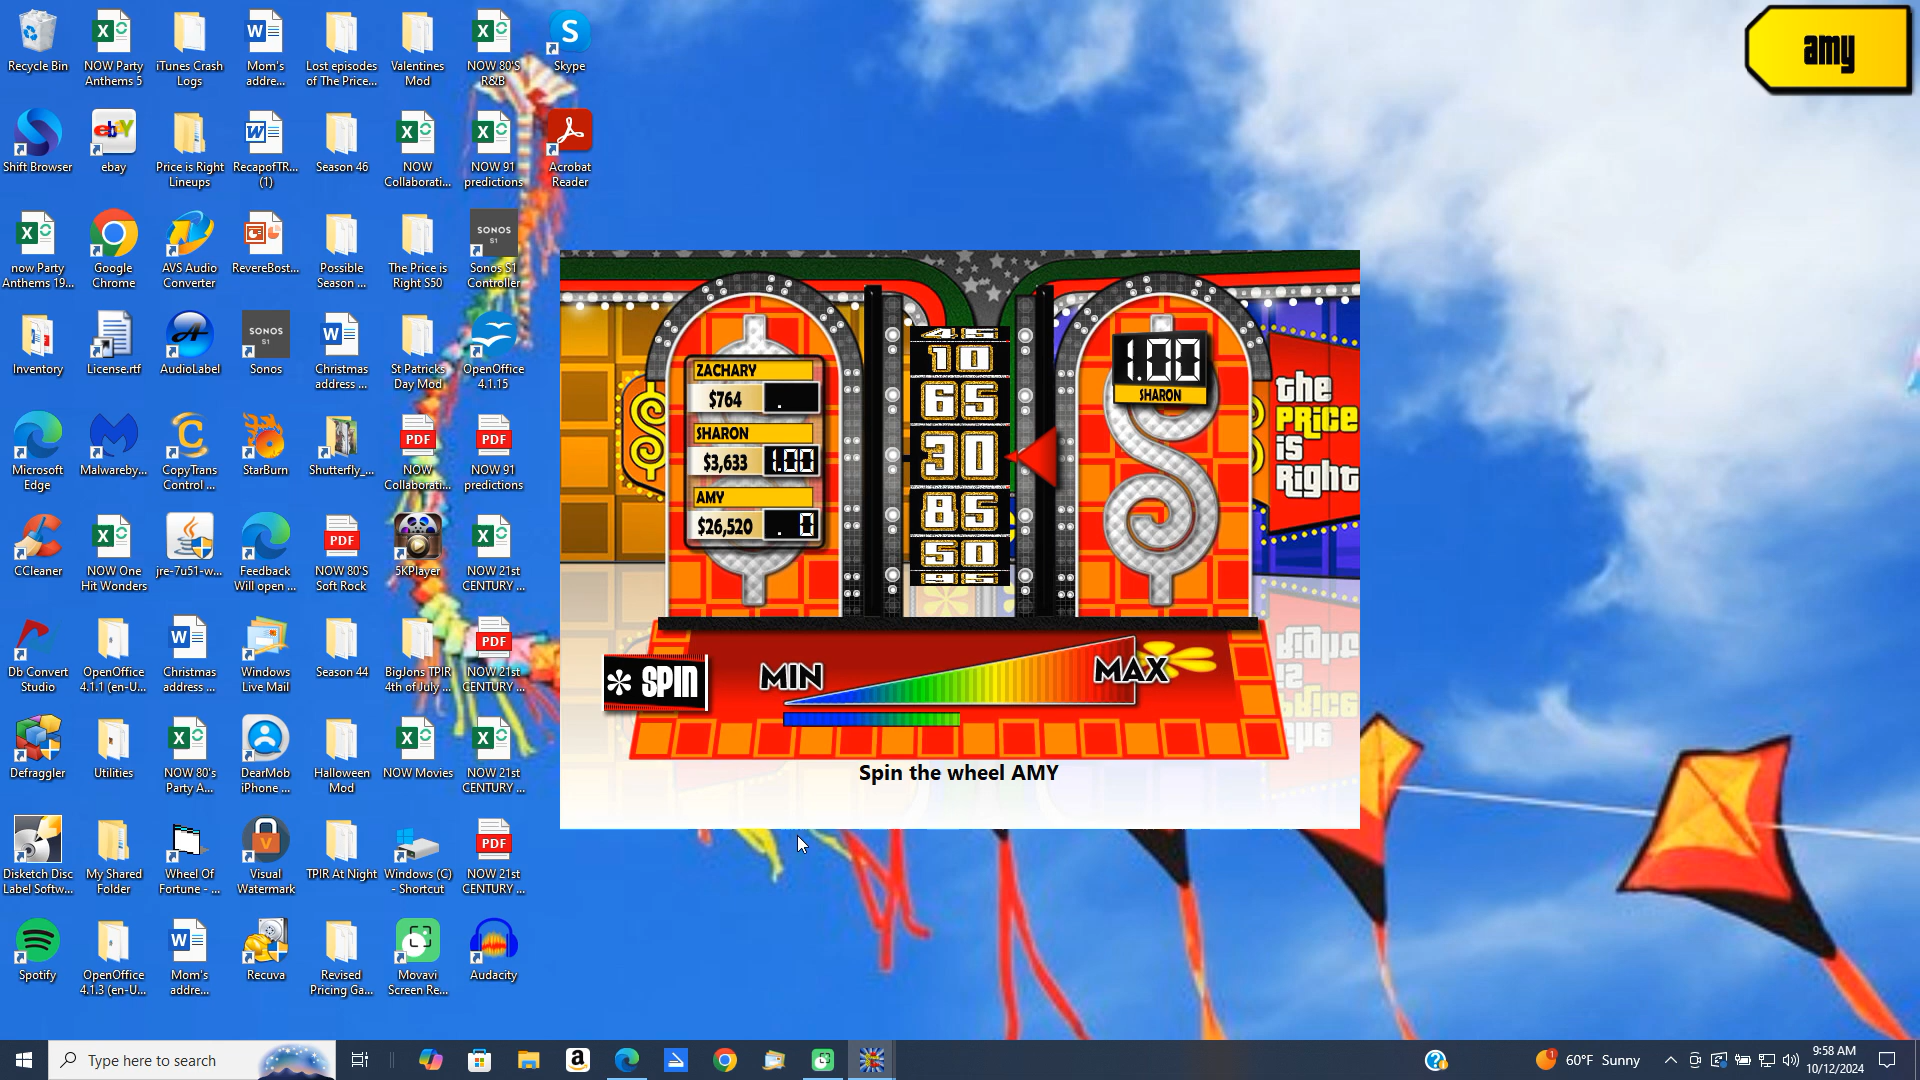 Recycle Bin
NOW Party
Anthems 5
iTunes Crash
Logs
Mom's
addre...
Lost episodes
of The Price...
Valentines
Mod
NOW 80'S
R&B
Skype
amy
Shift Browser
ebay
Price is Right
Lineups
RecapofTR...
(1)
Season 46
NOW
Collaborati...
NOW 91
predictions
Acrobat
Reader
SONOS
S1
now Party
Anthems 19...
Google
Chrome
AVS Audio
Converter
RevereBost...
Possible
Season ...
The Price is
Right S50
Sonos S1
Controller
SONOS
S1
Inventory
License.rtf
AudioLabel
Sonos
Christmas
address ...
St Patricks
Day Mod
OpenOffice
4.1.15
PDF
PDF
Microsoft
Edge
Malwareby...
CopyTrans
Control ...
StarBurn
Shutterfly_...
NOW
Collaborati...
NOW 91
predictions
PDF
CCleaner
NOW One
Hit Wonders
jre-7u51-w...
Feedback
Will open ...
NOW 80'S
Soft Rock
5KPlayer
NOW 21st
CENTURY ...
PDF
Db Convert
Studio
OpenOffice
4.1.1 (en-U...
Christmas
address ...
Windows
Live Mail
Season 44
BigJons TPIR
4th of July ...
NOW 21st
CENTURY ...
Defraggler
Utilities
NOW 80's
Party A...
DearMob
iPhone ...
Halloween
Mod
NOW Movies
NOW 21st
CENTURY ...
PDF
Disketch Disc
Label Softw...
My Shared
Folder
Wheel Of
Fortune - ...
Visual
Watermark
TPIR At Night
Windows (C)
- Shortcut
NOW 21st
CENTURY ...
Spotify
OpenOffice
4.1.3 (en-U...
Mom's
addre...
Recuva
Revised
Pricing Ga...
Movavi
Screen Re...
Audacity
ZACHARY
$764 .
SHARON
$3,633 1.00
AMY
$26,520 . 0
45
10
65
30
85
50
1.00
SHARON
the
PRICE
is
Right
* SPIN
MIN
MAX
Spin the wheel AMY
Type here to search
60°F Sunny
9:58 AM
10/12/2024